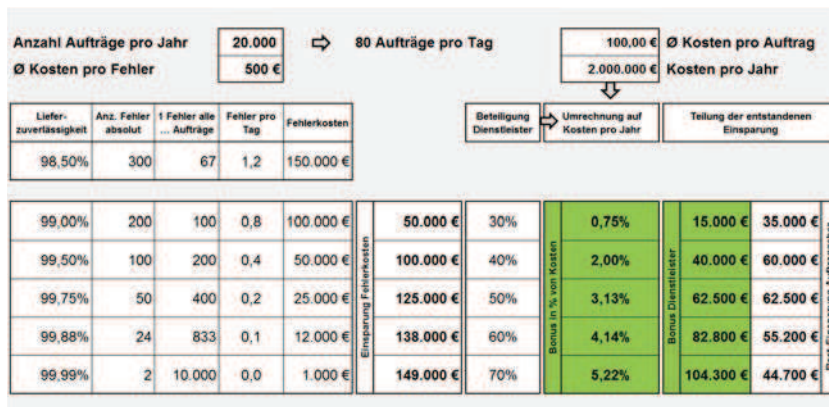 Anzahl Aufträge pro Jahr 20.000 ⇨ 80 Aufträge pro Tag 100,00 € Ø Kosten pro Auftrag
Ø Kosten pro Fehler 500 € 2.000.000 € Kosten pro Jahr
Liefer- Anz. Fehler 1 Fehler alle Fehler pro Fehlerkosten Beteiligung Umrechnung auf Teilung der entstandenen
zuverlässigkeit absolut ... Aufträge Tag Dienstleister Kosten pro Jahr Einsparung
98,50% 300 67 1,2 150.000 €
Einsparung Fehlerkosten
Bonus in % von Kosten
Bonus Dienstleister
99,00% 200 100 0,8 100.000 € 50.000 € 30% 0,75% 15.000 € 35.000 €
99,50% 100 200 0,4 50.000 € 100.000 € 40% 2,00% 40.000 € 60.000 €
99,75% 50 400 0,2 25.000 € 125.000 € 50% 3,13% 62.500 € 62.500 €
99,88% 24 833 0,1 12.000 € 138.000 € 60% 4,14% 82.800 € 55.200 €
99,99% 2 10.000 0,0 1.000 € 149.000 € 70% 5,22% 104.300 € 44.700 €